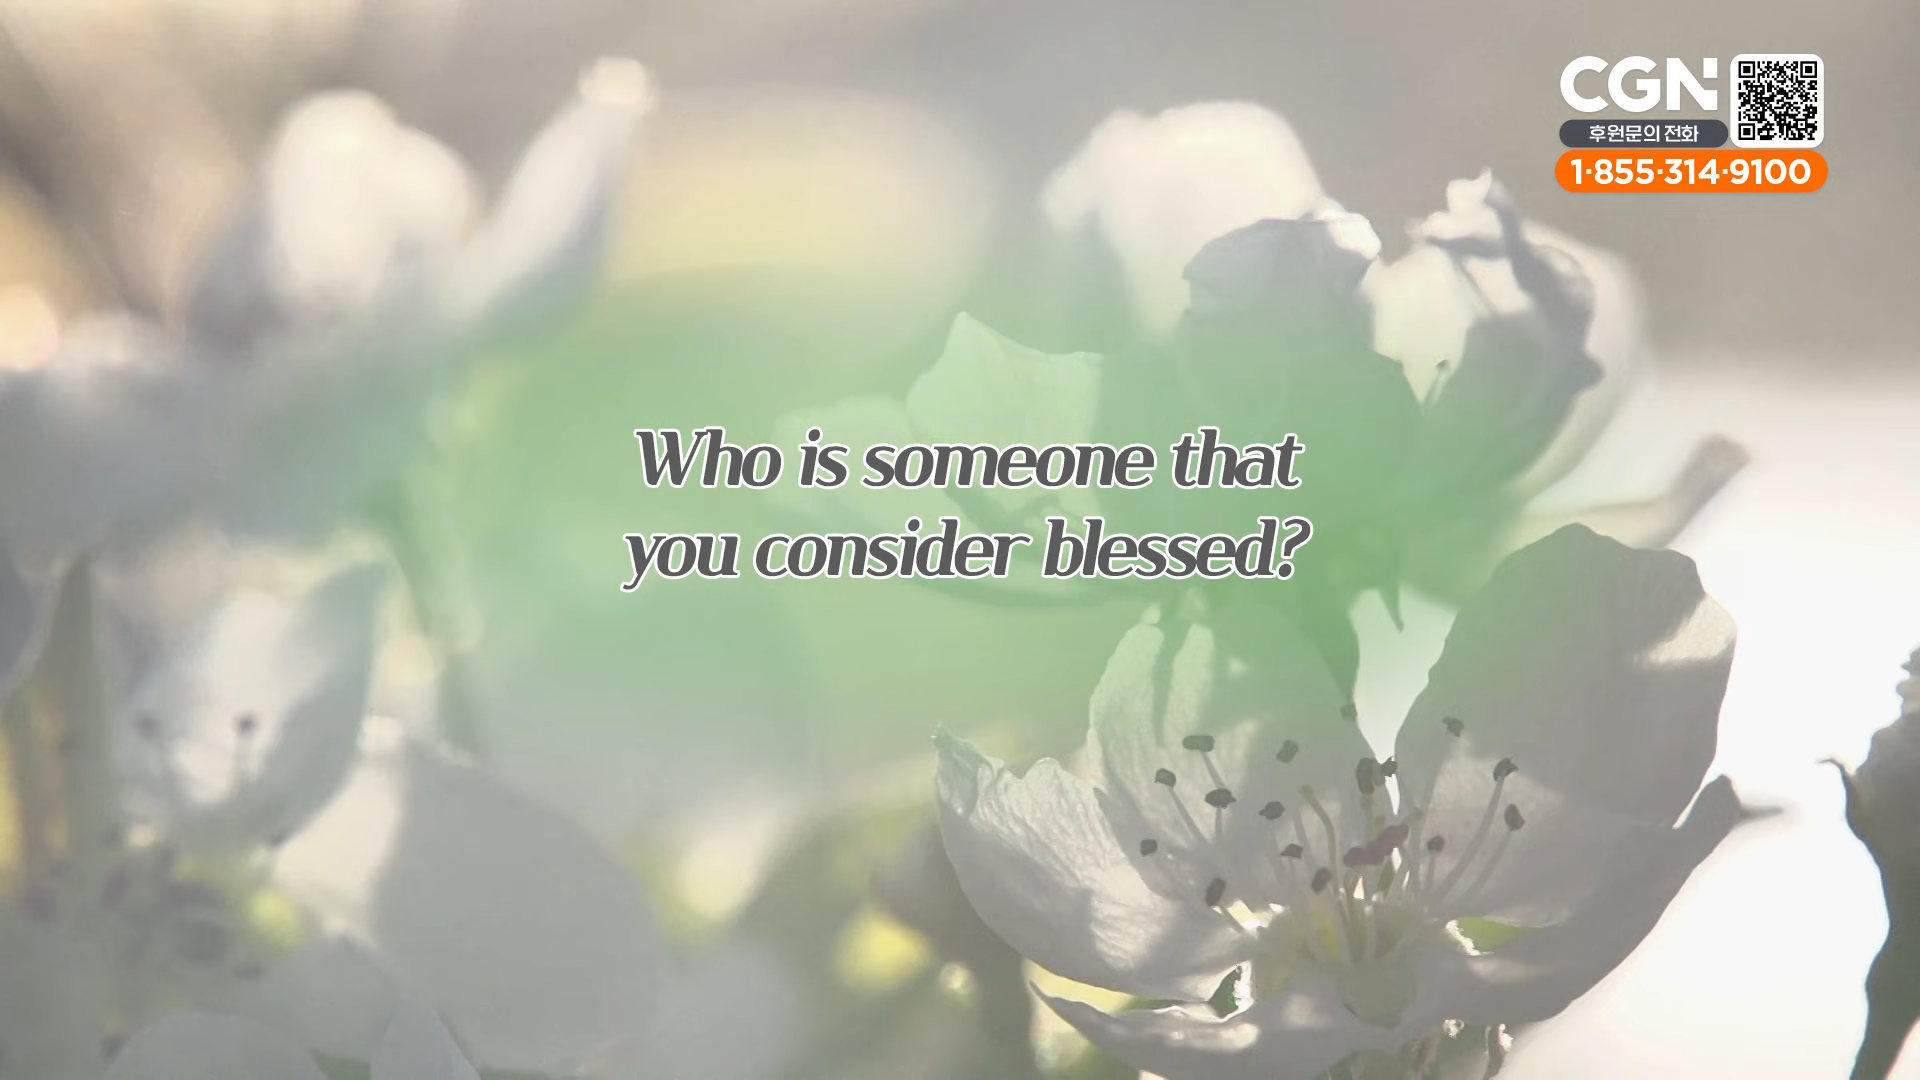 CGN
후원문의 전화
1·855·314·9100
Who is someone that
you consider blessed?